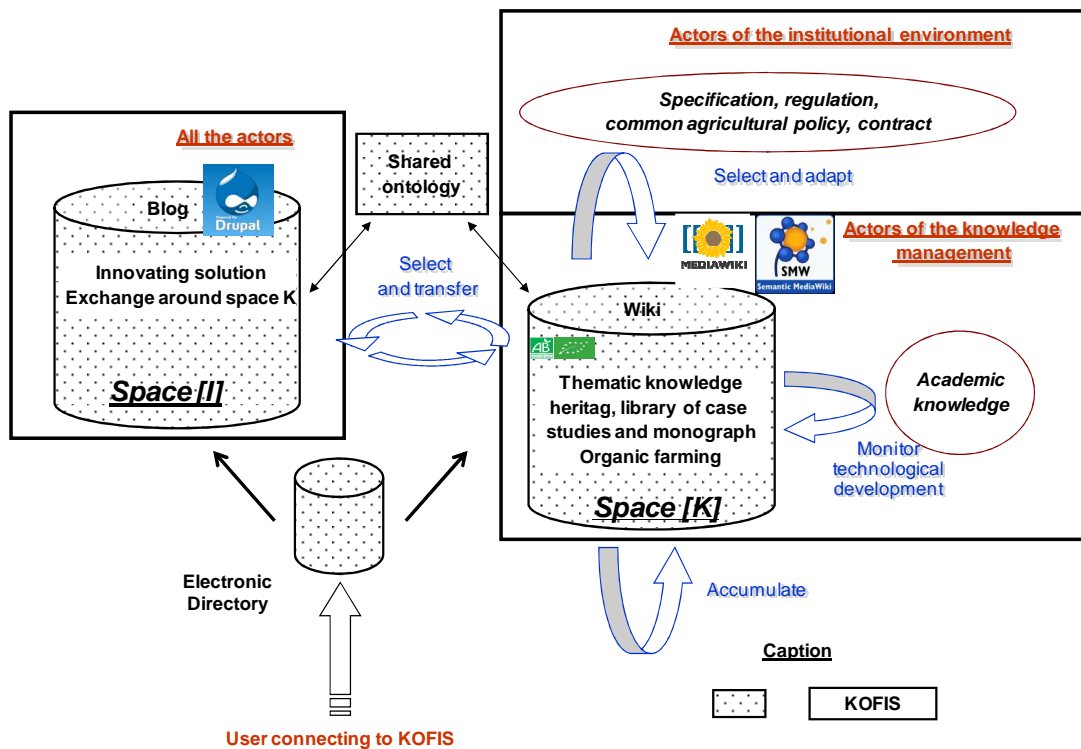 Actors of the institutional environment
Specification, regulation,
common agricultural policy, contract
Select and adapt
All the actors
Blog
Powered by
Drupal
Innovating solution
Exchange around space K
Space [I]
Shared
ontology
Select
and transfer
[[ ]]
MEDIAWIKI
SMW
Semantic MediaWiki
Actors of the knowledge
management
Wiki
AB
Thematic knowledge
heritag, library of case
studies and monograph
Organic farming
Space [K]
Academic
knowledge
Monitor
technological
development
Accumulate
Electronic
Directory
User connecting to KOFIS
Caption
KOFIS